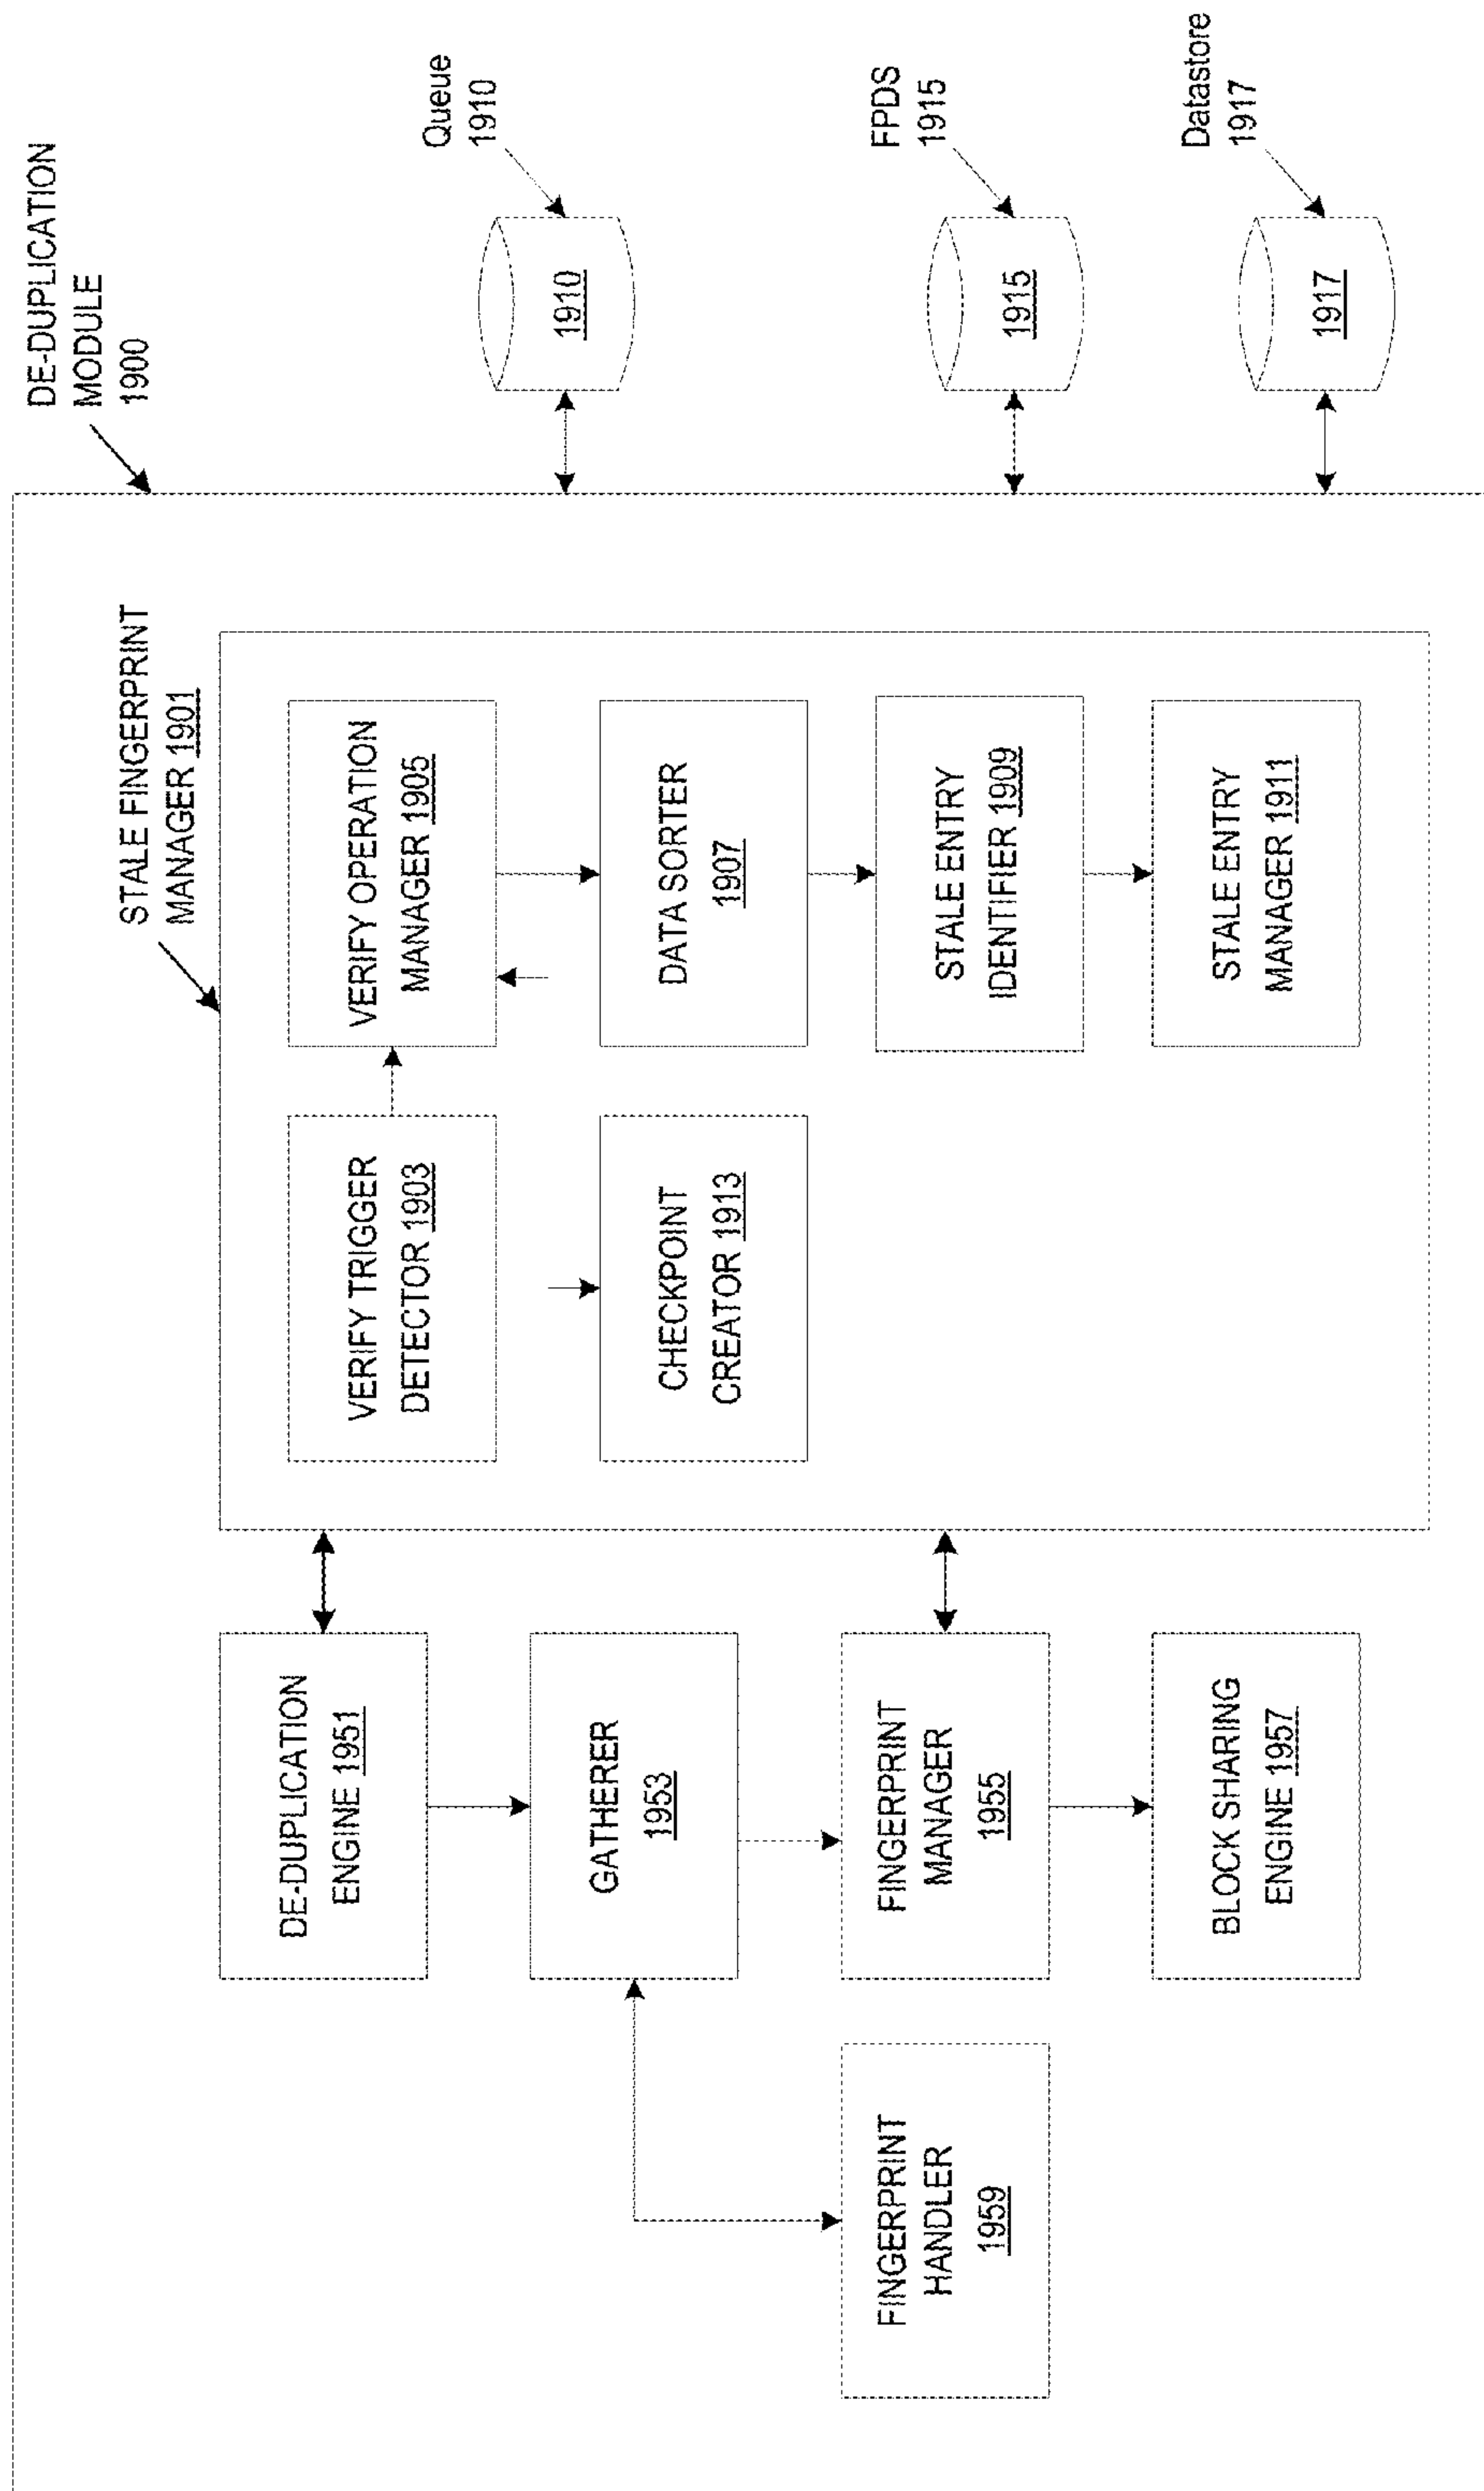 DE-DUPLICATION
MODULE
1900
STALE FINGERPRINT
MANAGER 1901
DE-DUPLICATION
ENGINE 1951
GATHERER
1953
FINGERPRINT
HANDLER
1959
FINGERPRINT
MANAGER
1955
BLOCK SHARING
ENGINE 1957
VERIFY TRIGGER
DETECTOR 1903
VERIFY OPERATION
MANAGER 1905
CHECKPOINT
CREATOR 1913
DATA SORTER
1907
STALE ENTRY
IDENTIFIER 1909
STALE ENTRY
MANAGER 1911
Queue
1910
1910
FPDS
1915
1915
Datastore
1917
1917